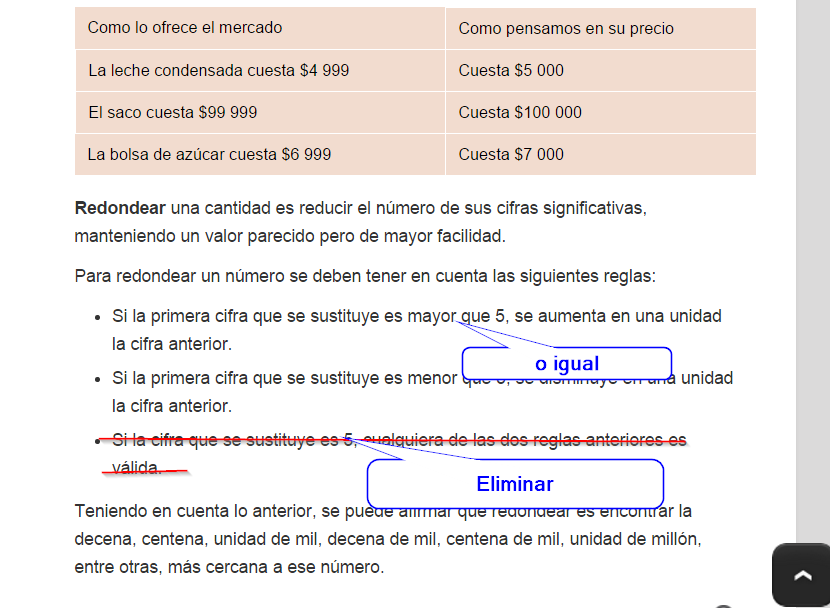 Como lo ofrece el mercado Como pensamos en su precio
La leche condensada cuesta $4 999 Cuesta $5 000
El saco cuesta $99 999 Cuesta $100 000
La bolsa de azúcar cuesta $6 999 Cuesta $7 000
Redondear una cantidad es reducir el número de sus cifras significativas,
manteniendo un valor parecido pero de mayor facilidad.
Para redondear un número se deben tener en cuenta las siguientes reglas:
• Si la primera cifra que se sustituye es mayor que 5, se aumenta en una unidad
la cifra anterior.
o igual
• Si la primera cifra que se sustituye es menor que 5, se disminuye en una unidad
la cifra anterior.
• Si la cifra que se sustituye es 5, cualquiera de las dos reglas anteriores es
válida.
Eliminar
Teniendo en cuenta lo anterior, se puede afirmar que redondear es encontrar la
decena, centena, unidad de mil, decena de mil, centena de mil, unidad de millón,
entre otras, más cercana a ese número.